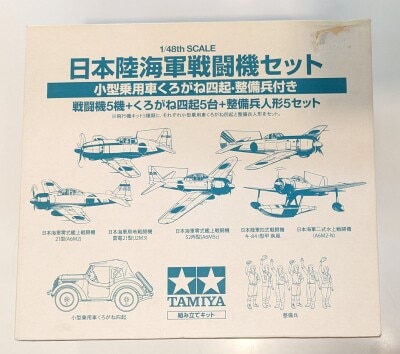 1/48th SCALE
日本陸海軍戦闘機セット
小型乗用車くろがね四起・整備兵付き
戦闘機5機+くろがね四起5台+整備兵人形5セット
日本海軍零式艦上戦闘機
21型(A6M2)
日本海軍局地戦闘機
雷電21型(J2M3)
日本海軍零式艦上戦闘機
52丙型(A6M5c)
日本陸軍四式戦闘機
キ-84Ⅰ型甲 疾風
日本海軍二式水上戦闘機
(A6M2-N)
TAMIYA
組み立てキット
小型乗用車くろがね四起
整備兵